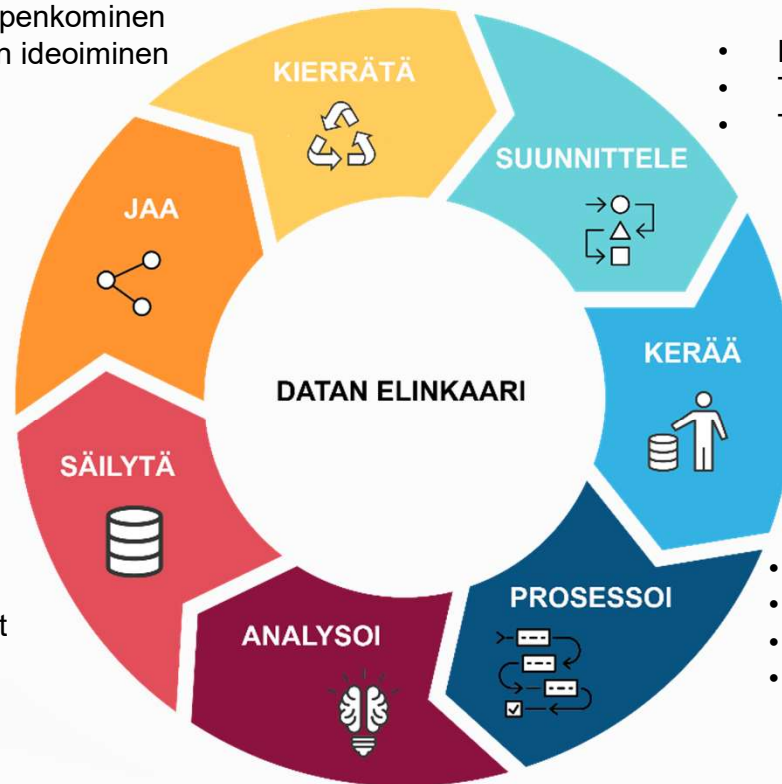 penkominen
n ideoiminen
KIERRÄTÄ
SUUNNITTELE
JAA
KERÄÄ
DATAN ELINKAARI
SÄILYTÄ
PROSESSOI
ANALYSOI
t